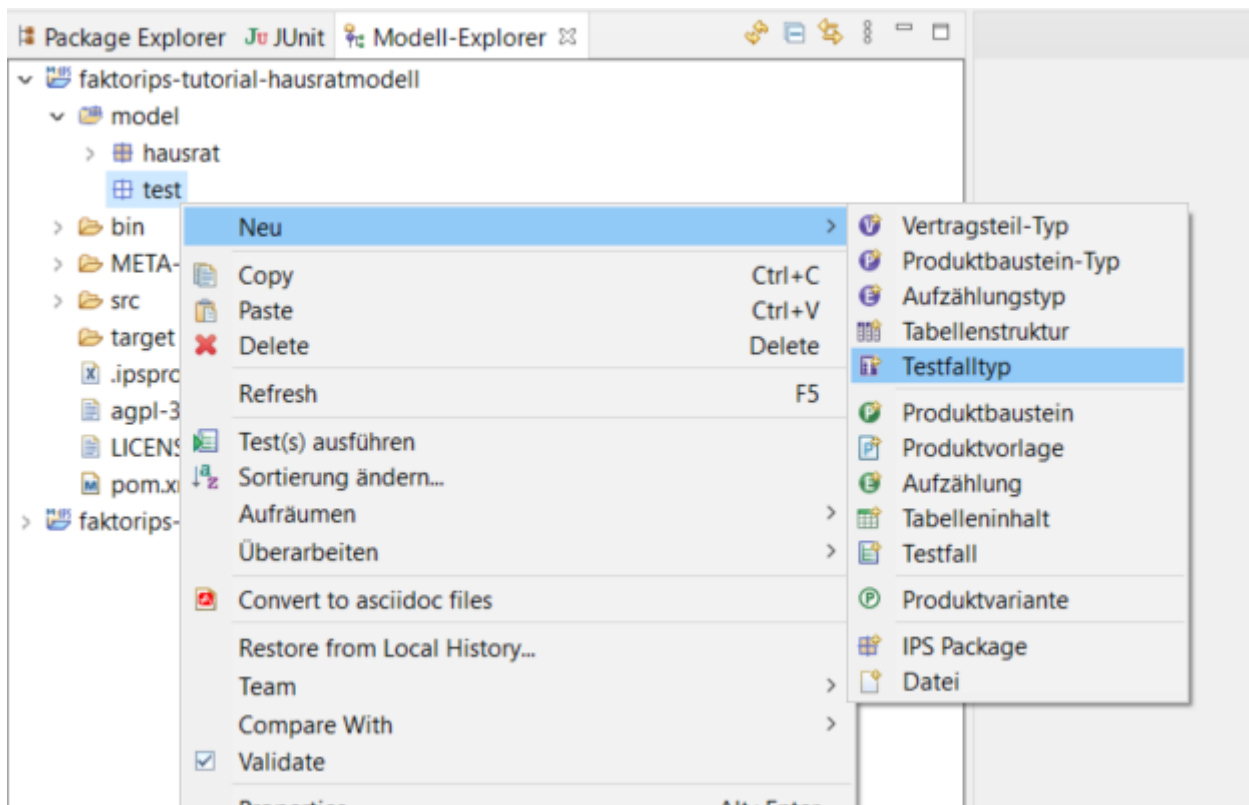 Package Explorer JUnit Modell-Explorer
faktorips-tutorial-hausratmodell
model
hausrat
test
bin
META-
src
target
.ipspro
agpl-3
LICENS
pom.x
faktorips-
Neu
Copy Ctrl+C
Paste Ctrl+V
Delete Delete
Refresh F5
Test(s) ausführen
Sortierung ändern...
Aufräumen
Überarbeiten
Convert to asciidoc files
Restore from Local History...
Team
Compare With
Validate
Properties Alt+Enter
Vertragsteil-Typ
Produktbaustein-Typ
Aufzählungstyp
Tabellenstruktur
Testfalltyp
Produktbaustein
Produktvorlage
Aufzählung
Tabelleninhalt
Testfall
Produktvariante
IPS Package
Datei